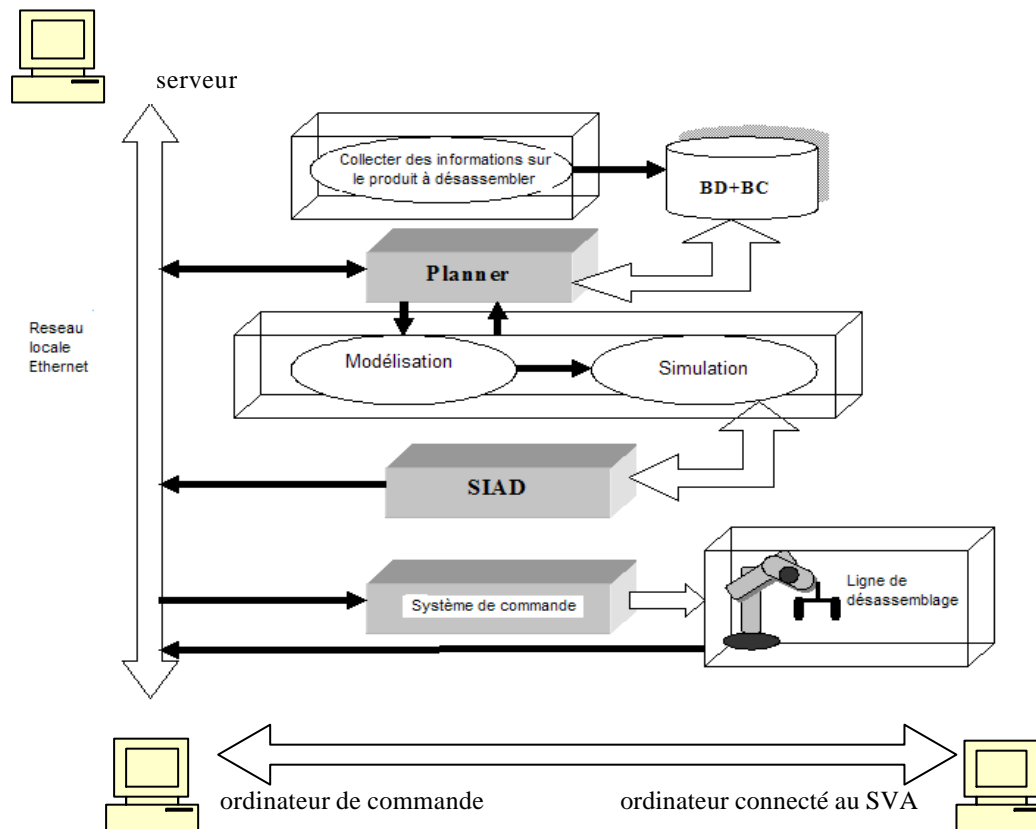 serveur
Collecter des informations sur
le produit à désassembler
BD+BC
Planner
Reseau
locale
Ethernet
Modélisation
Simulation
SIAD
Système de commande
Ligne de
désassemblage
ordinateur de commande
ordinateur connecté au SVA